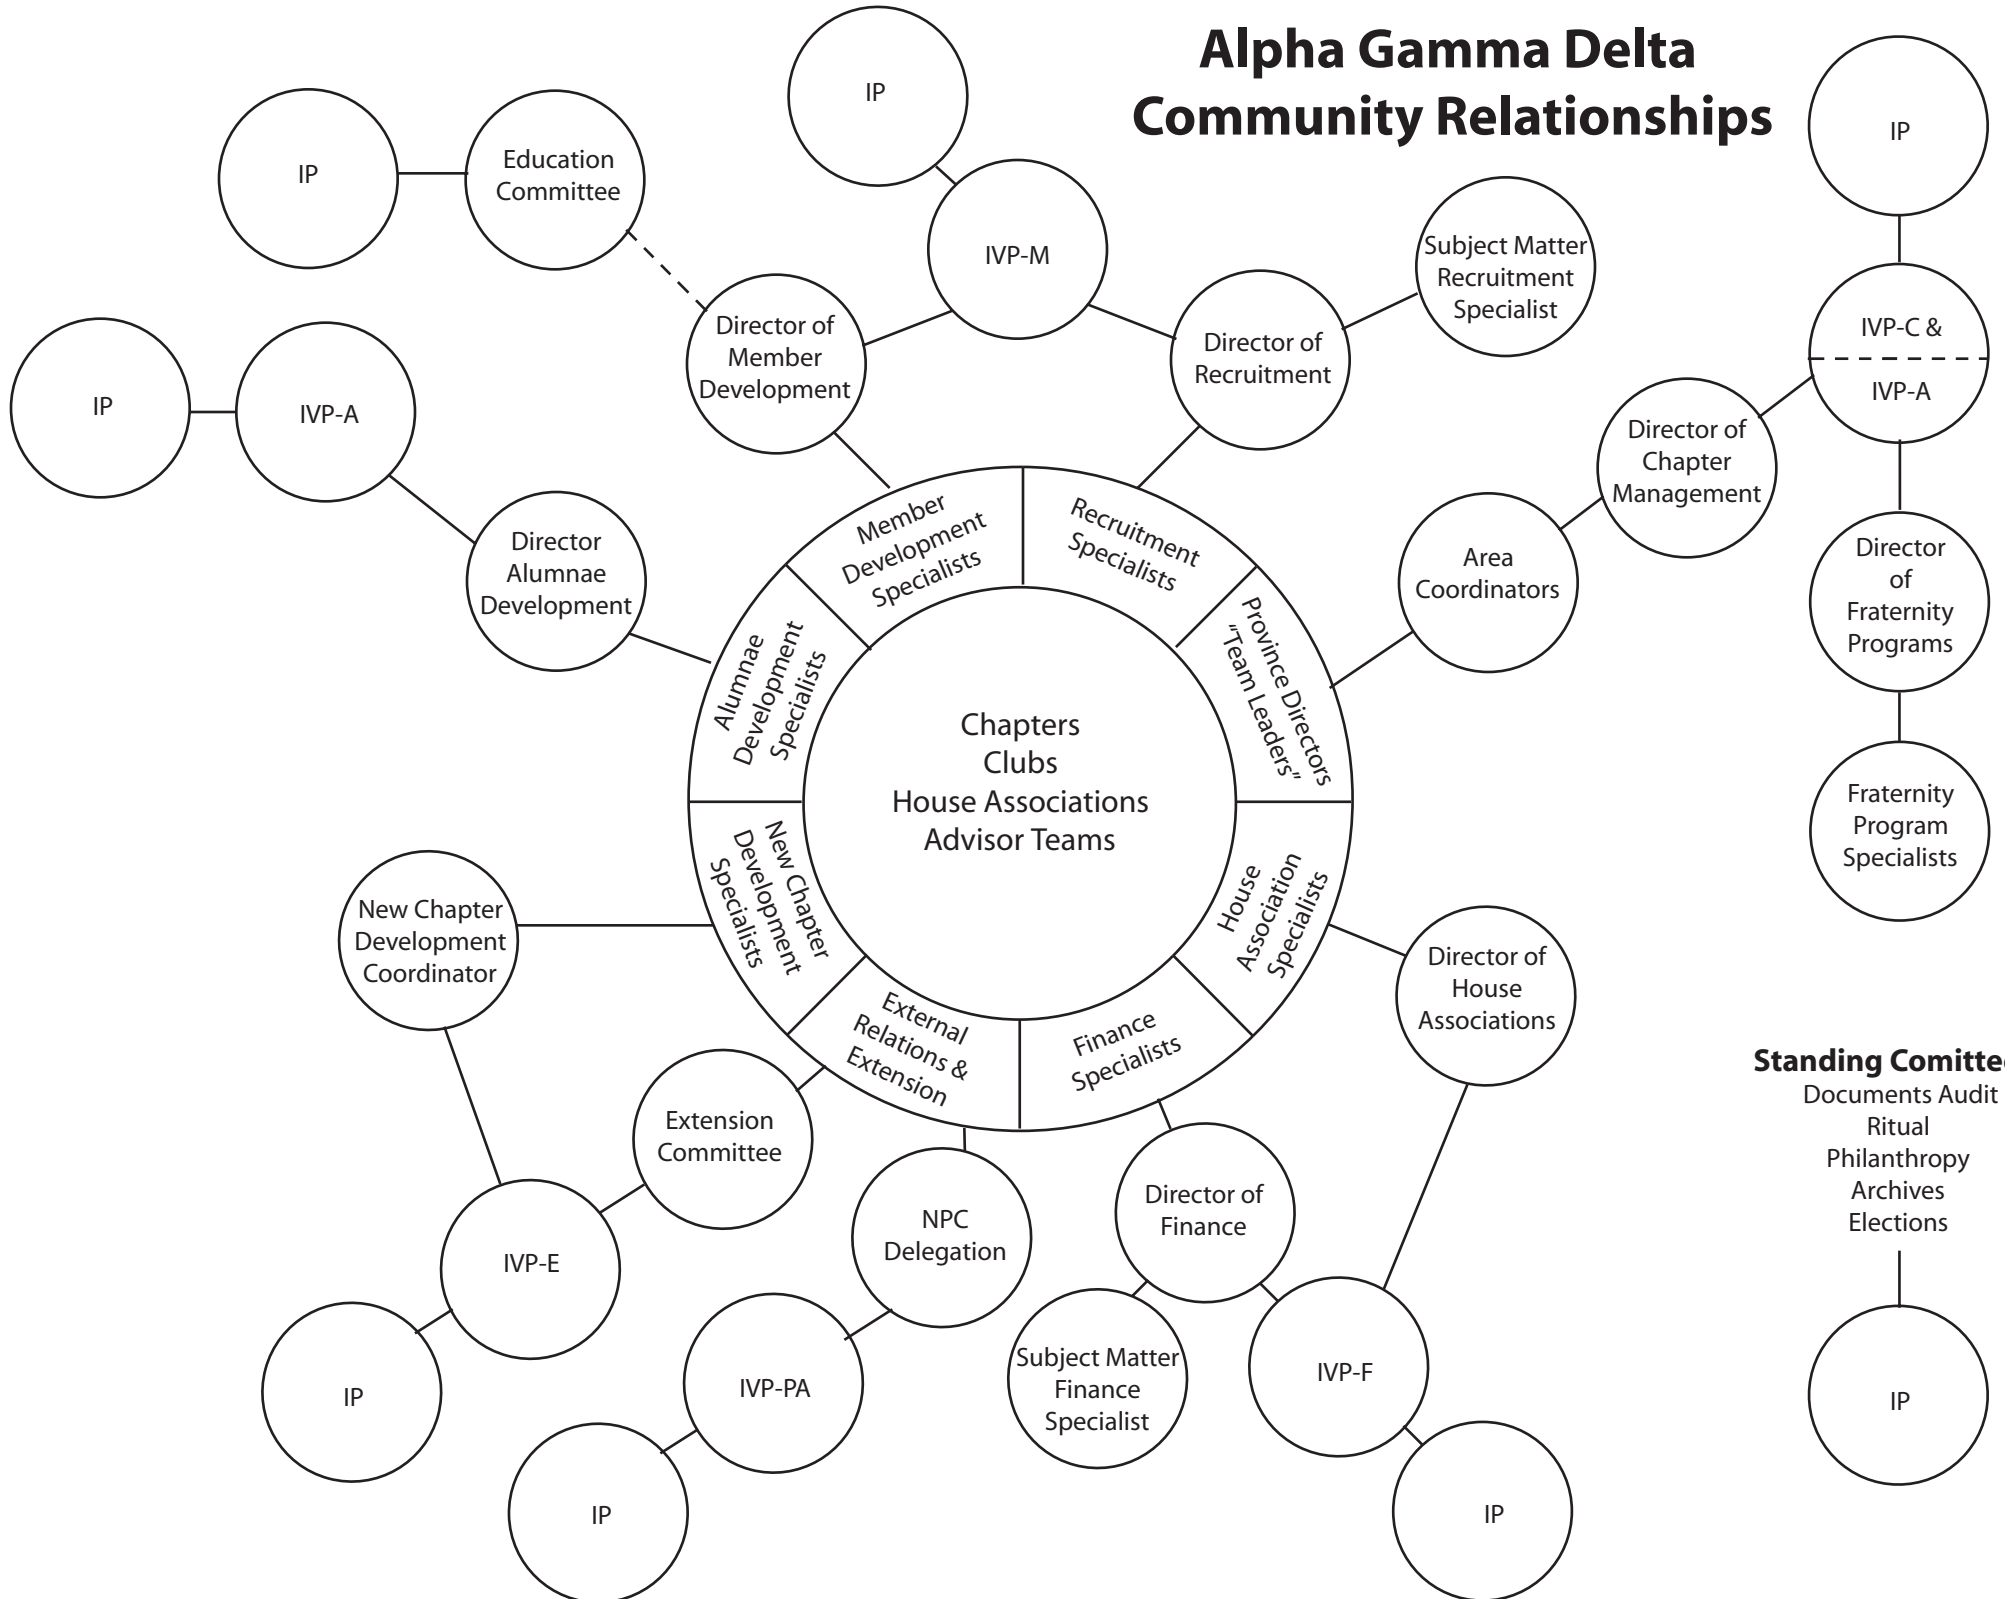 Alpha Gamma Delta
Community Relationships
IP
IP
Education
Committee
IP
IVP-M
Subject Matter
Recruitment
Specialist
Director of
Member
Development
Director of
Recruitment
IVP-C &
IVP-A
IP
IVP-A
Director of
Chapter
Management
Director
Alumnae
Development
Area
Coordinators
Director
of
Fraternity
Programs
Fraternity
Program
Specialists
Member
Development
Specialists
Recruitment
Specialists
Province Directors
“Team Leaders”
Alumnae
Development
Specialists
Chapters
Clubs
House Associations
Advisor Teams
New Chapter
Development
Specialists
House
Association
Specialists
External
Relations &
Extension
Finance
Specialists
New Chapter
Development
Coordinator
Director of
House
Associations
Extension
Committee
NPC
Delegation
Director of
Finance
IVP-E
IP
IVP-PA
IP
Subject Matter
Finance
Specialist
IVP-F
IP
Standing Comittee
Documents Audit
Ritual
Philanthropy
Archives
Elections
IP